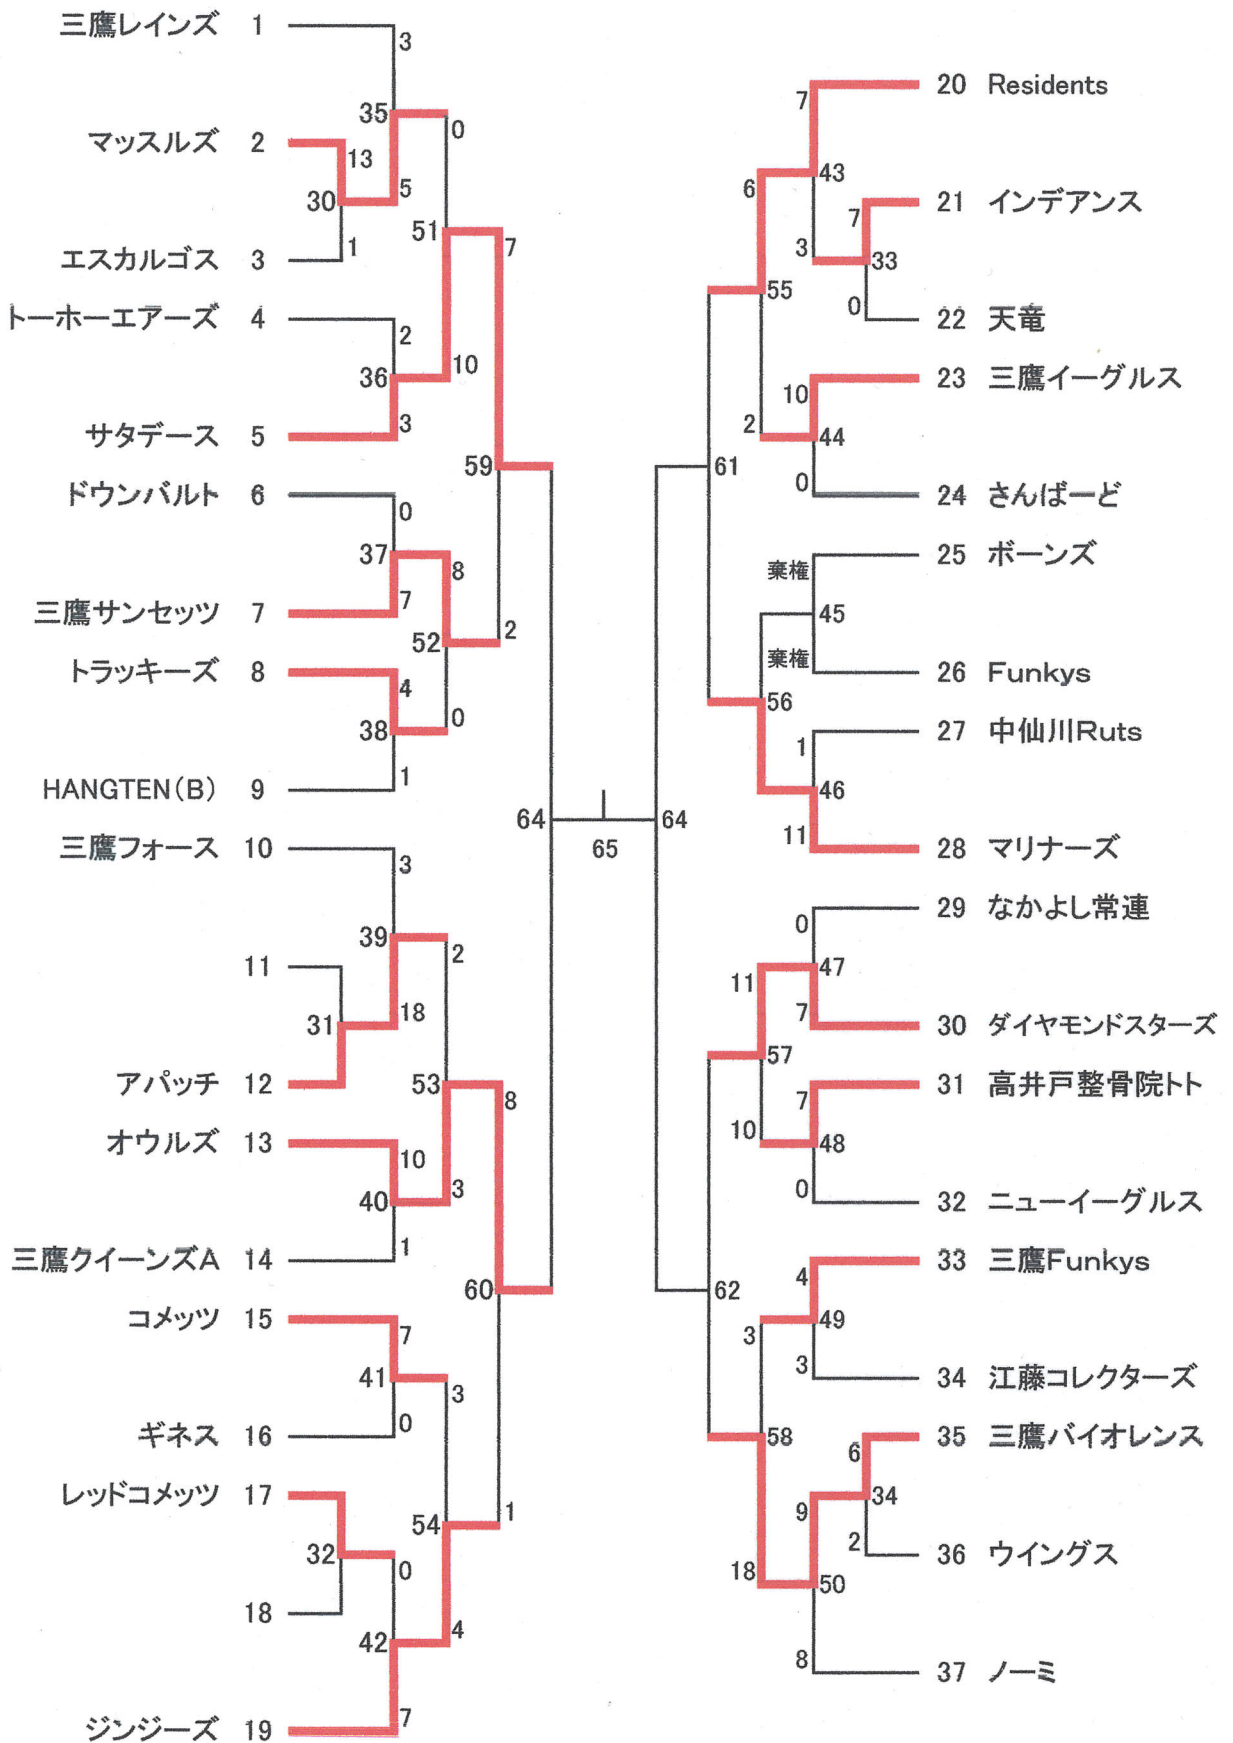 三鷹レインズ 1
3
35
0
マッスルズ 2
13
30
5
1
エスカルゴス 3
51
7
トーホーエアーズ 4
2
36
10
3
サタデース 5
59
ドウンバルト 6
0
37
8
7
三鷹サンセッツ 7
52
2
トラッキーズ 8
4
38
0
1
HANGTEN(B) 9
64
65
64
三鷹フォース 10
3
39
2
11
18
31
アパッチ 12
53
8
オウルズ 13
10
40
3
1
三鷹クイーンズA 14
60
コメッツ 15
7
41
3
0
ギネス 16
レッドコメッツ 17
54
1
32
0
18
42
4
7
ジンジーズ 19
20 Residents
7
43
6
21 インデアンス
7
3
33
55
0
22 天竜
23 三鷹イーグルス
10
2
44
61
0
24 さんばーど
25 ボーンズ
棄権
45
棄権
26 Funkys
56
27 中仙川Ruts
1
46
11
28 マリナーズ
29 なかよし常連
0
47
11
7
30 ダイヤモンドスターズ
57
31 高井戸整骨院トト
7
10
48
0
32 ニューイーグルス
33 三鷹Funkys
4
62
49
3
3
34 江藤コレクターズ
58
35 三鷹バイオレンス
6
34
9
2
36 ウイングス
18
50
8
37 ノーミ